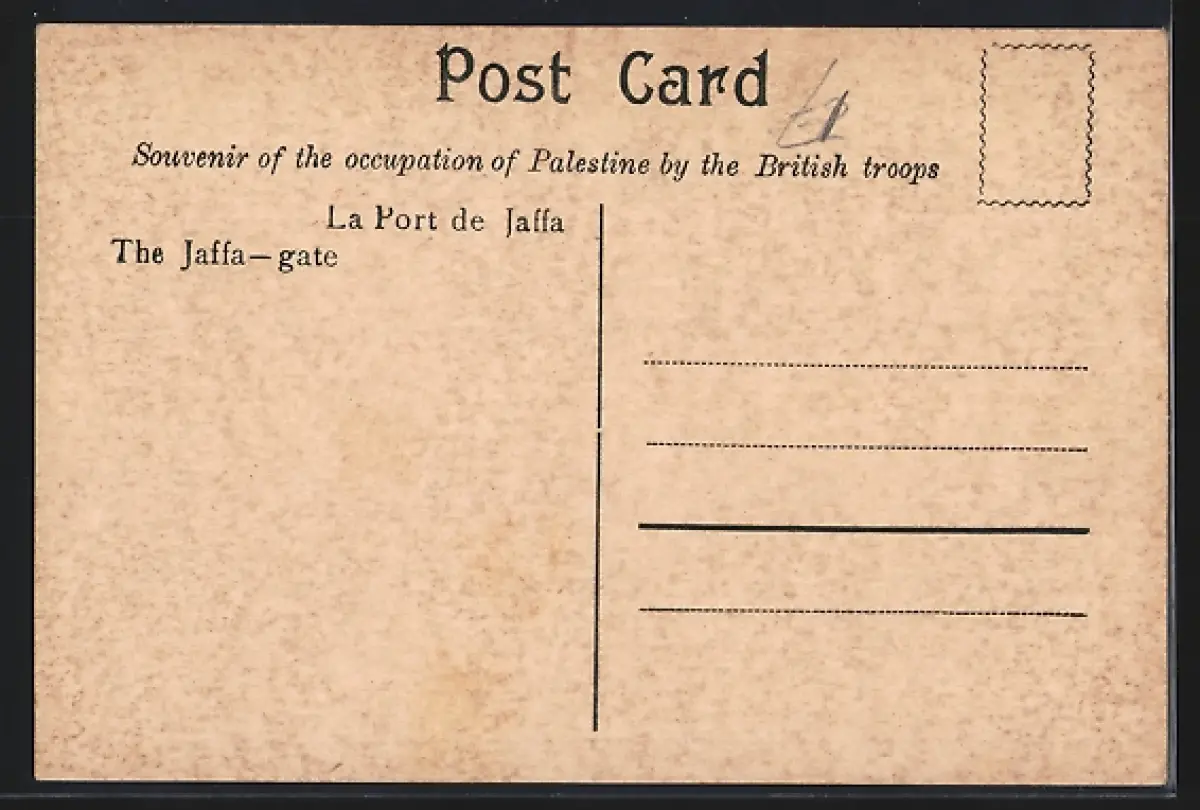 Post Card
Souvenir of the occupation of Palestine by the British troops
La Port de Jaffa
The Jaffa—gate